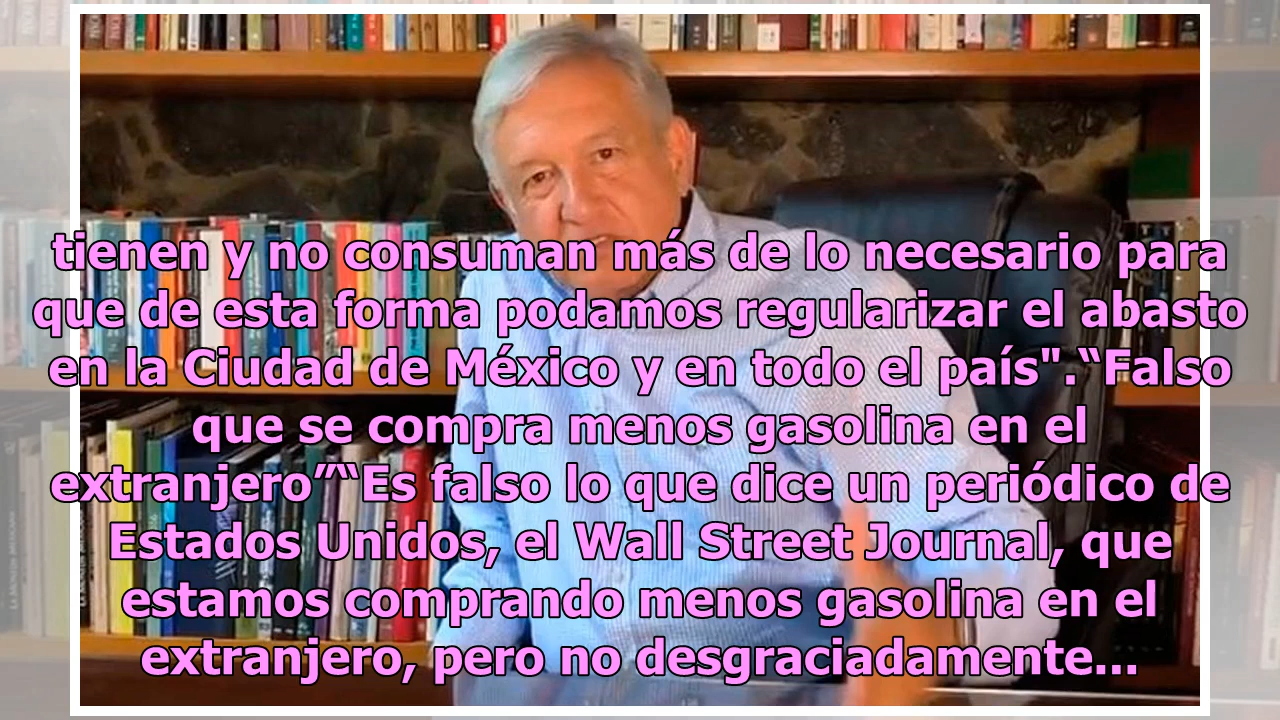 tienen y no consuman más de lo necesario para
que de esta forma podamos regularizar el abasto
en la Ciudad de México y en todo el país".“Falso
que se compra menos gasolina en el
extranjero”“Es falso lo que dice un periódico de
Estados Unidos, el Wall Street Journal, que
estamos comprando menos gasolina en el
extranjero, pero no desgraciadamente...